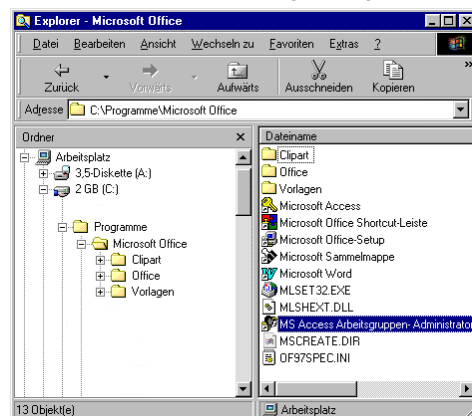 Explorer - Microsoft Office
Datei Bearbeiten Ansicht Wechseln zu Favoriten Extras ?
Zurück Vorwärts Aufwärts Ausschneiden Kopieren »
Adresse C:\Programme\Microsoft Office
Ordner
Arbeitsplatz
3,5-Diskette (A:)
2 GB (C:)
Programme
Microsoft Office
Clipart
Office
Vorlagen
Dateiname
Clipart
Office
Vorlagen
Microsoft Access
Microsoft Office Shortcut-Leiste
Microsoft Office-Setup
Microsoft Sammelmappe
Microsoft Word
MLSET32.EXE
MLSHEXT.DLL
MS Access Arbeitsgruppen- Administrator
MSCREATE.DIR
OF97SPEC.INI
13 Objekt(e)
Arbeitsplatz